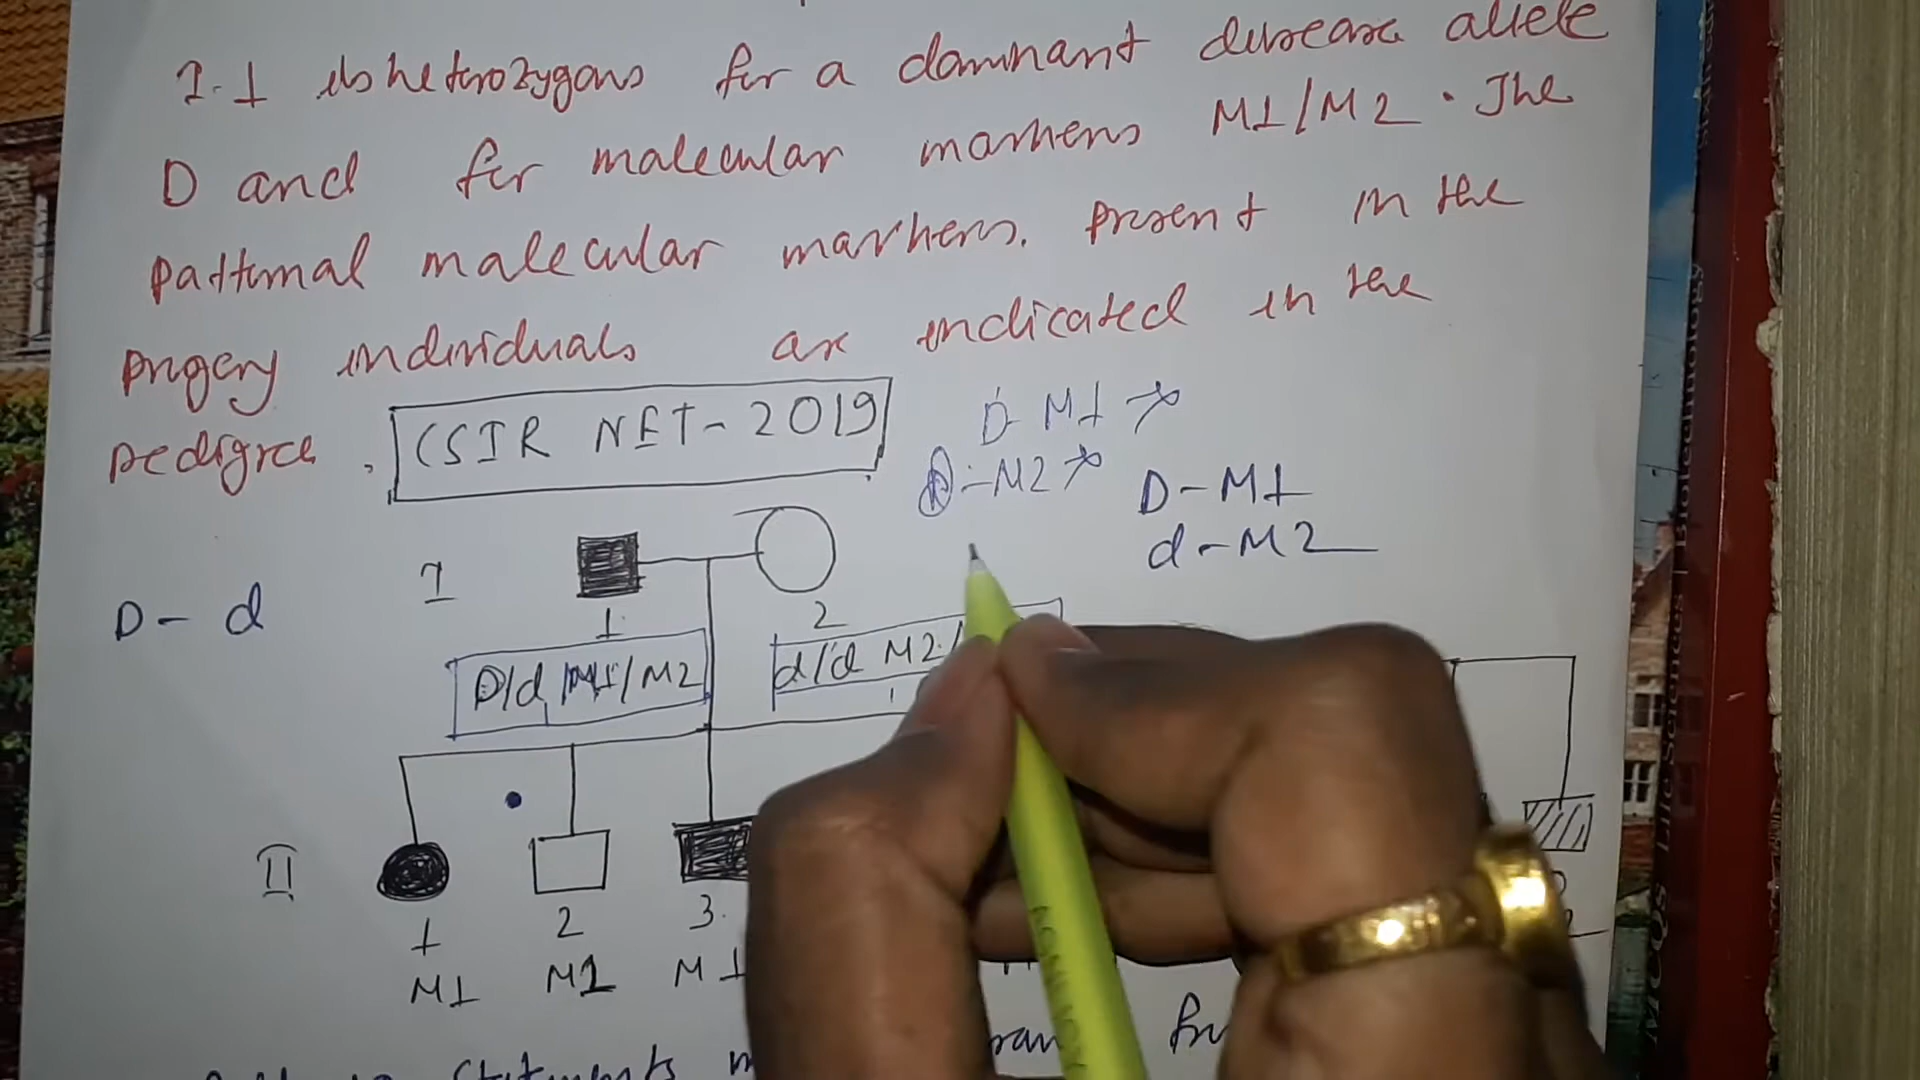 I.1 is heterozygous for a dominant disease allele
D and for molecular markers M1/M2. The
Patternal molecular markers. Present in the
Progeny individuals are indicated in the
Pedigree.
CSIR NET-2019
D M1
D-M2
D-M1
d-M2
D- d
I
1
2
D/d M1/M2
d/d M2/
II
1
2
3.
M1
M1
M1
statements